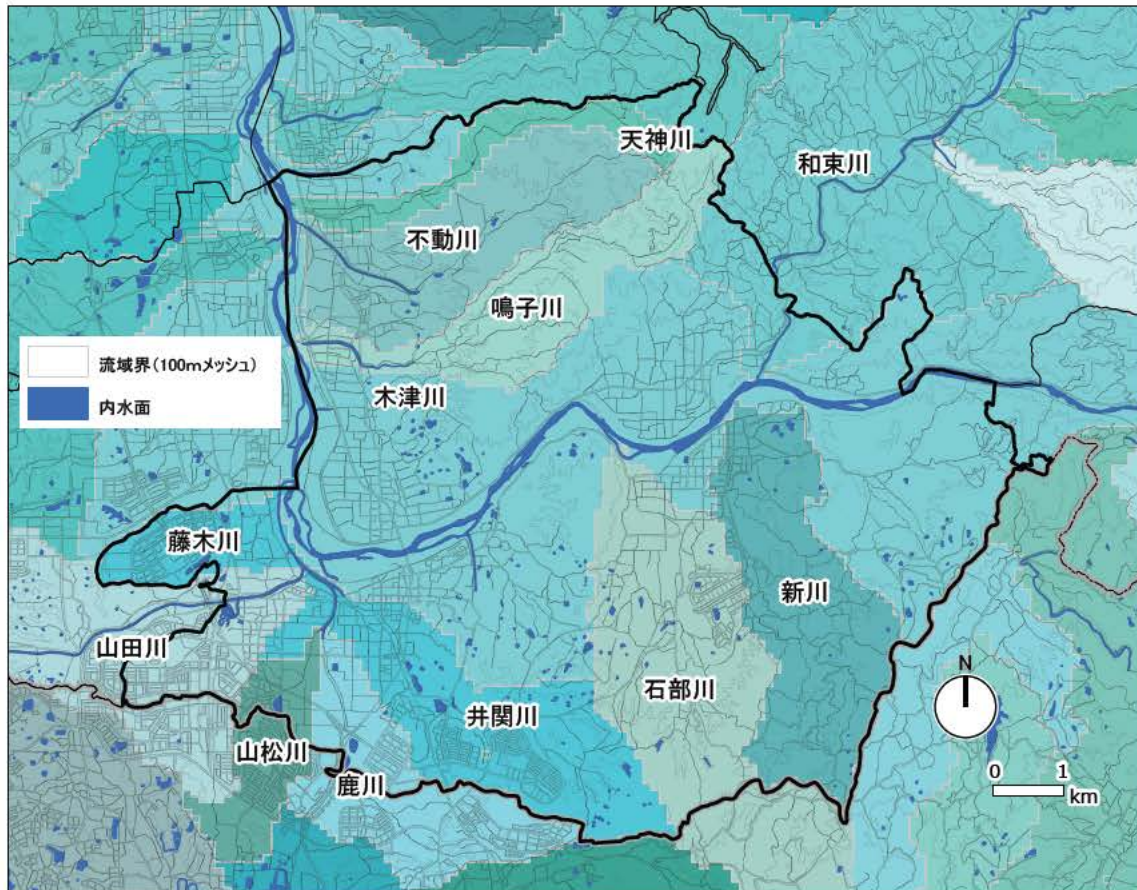 天神川
和束川
不動川
鳴子川
流域界(100mメッシュ)
内水面
木津川
藤木川
新川
山田川
石部川
N
井関川
山松川
鹿川
0 1
km